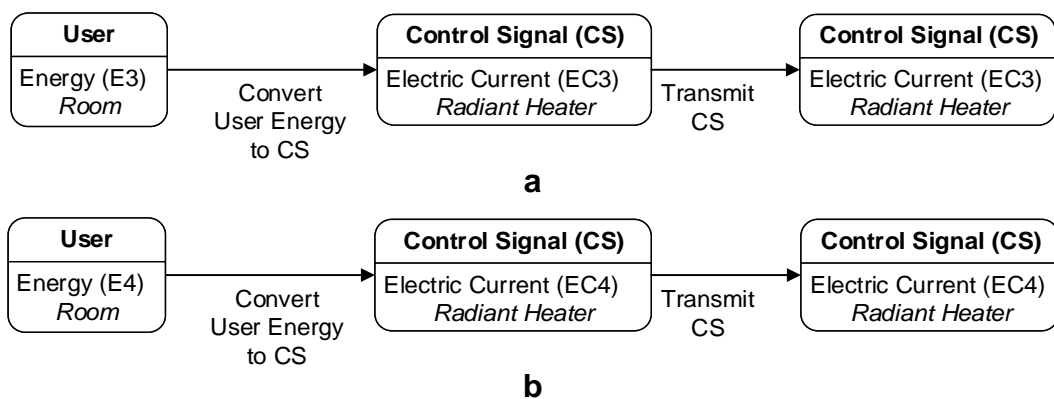 User
Energy (E3)
Room
Convert
User Energy
to CS
Control Signal (CS)
Electric Current (EC3)
Radiant Heater
Transmit
CS
Control Signal (CS)
Electric Current (EC3)
Radiant Heater
a
User
Energy (E4)
Room
Convert
User Energy
to CS
Control Signal (CS)
Electric Current (EC4)
Radiant Heater
Transmit
CS
Control Signal (CS)
Electric Current (EC4)
Radiant Heater
b